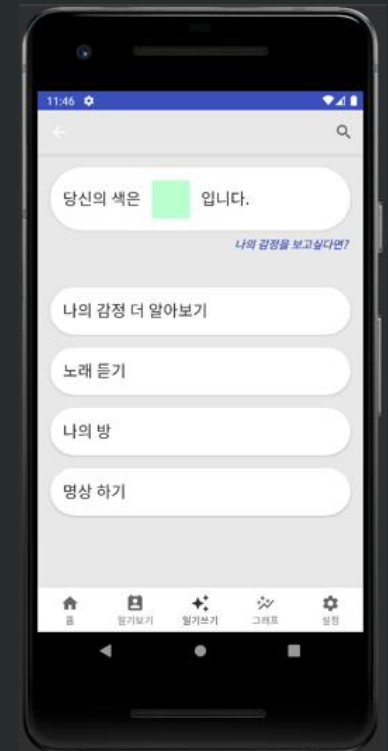 11:46
당신의 색은 입니다.
나의 감정을 보고싶다면?
나의 감정 더 알아보기
노래 듣기
나의 방
명상 하기
홈 일기보기 일기쓰기 그래프 설정